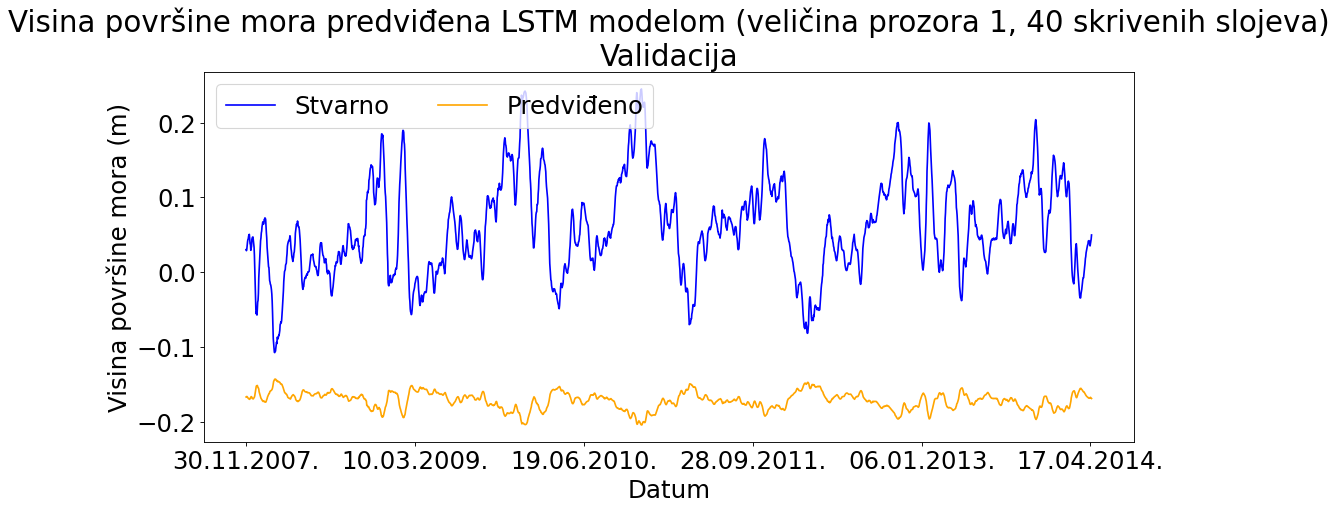 Visina površine mora predviđena LSTM modelom (veličina prozora 1, 40 skrivenih slojeva)
Validacija
Stvarno Predviđeno
Visina površine mora (m)
0.2
0.1
0.0
−0.1
−0.2
30.11.2007. 10.03.2009. 19.06.2010. 28.09.2011. 06.01.2013. 17.04.2014.
Datum